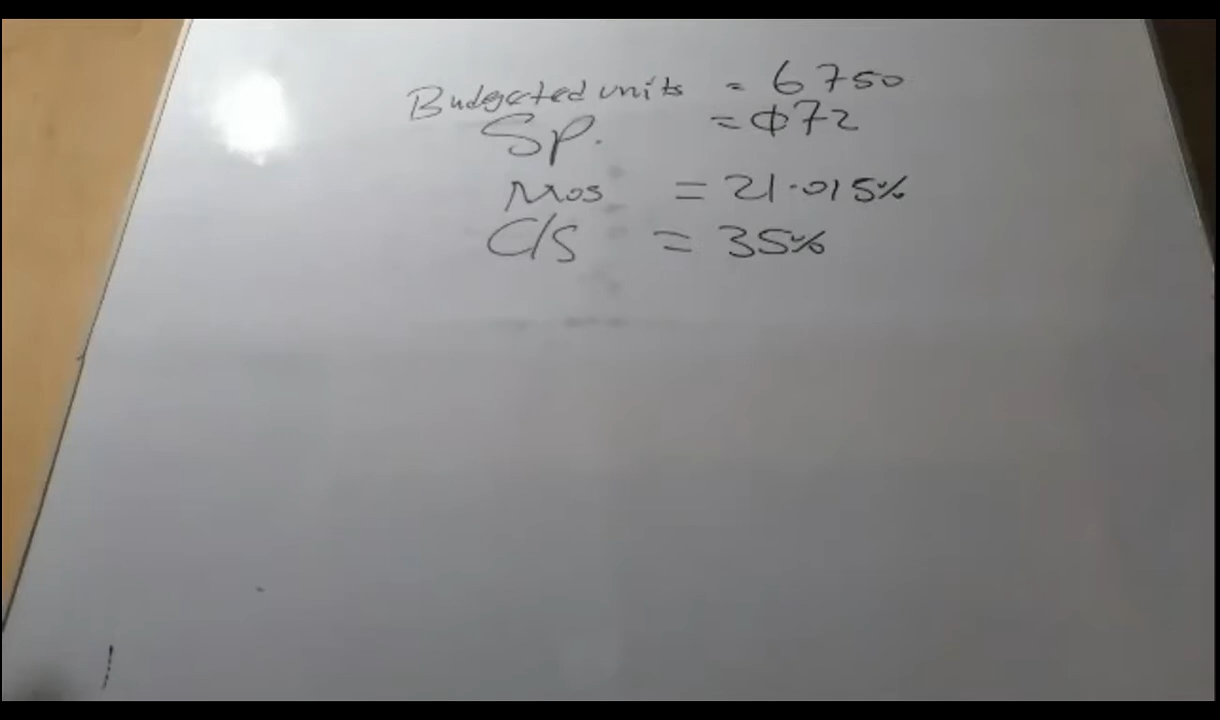 Budgeted units = 6750
SP. = ¢72
Mos = 21.015%
C/S = 35%